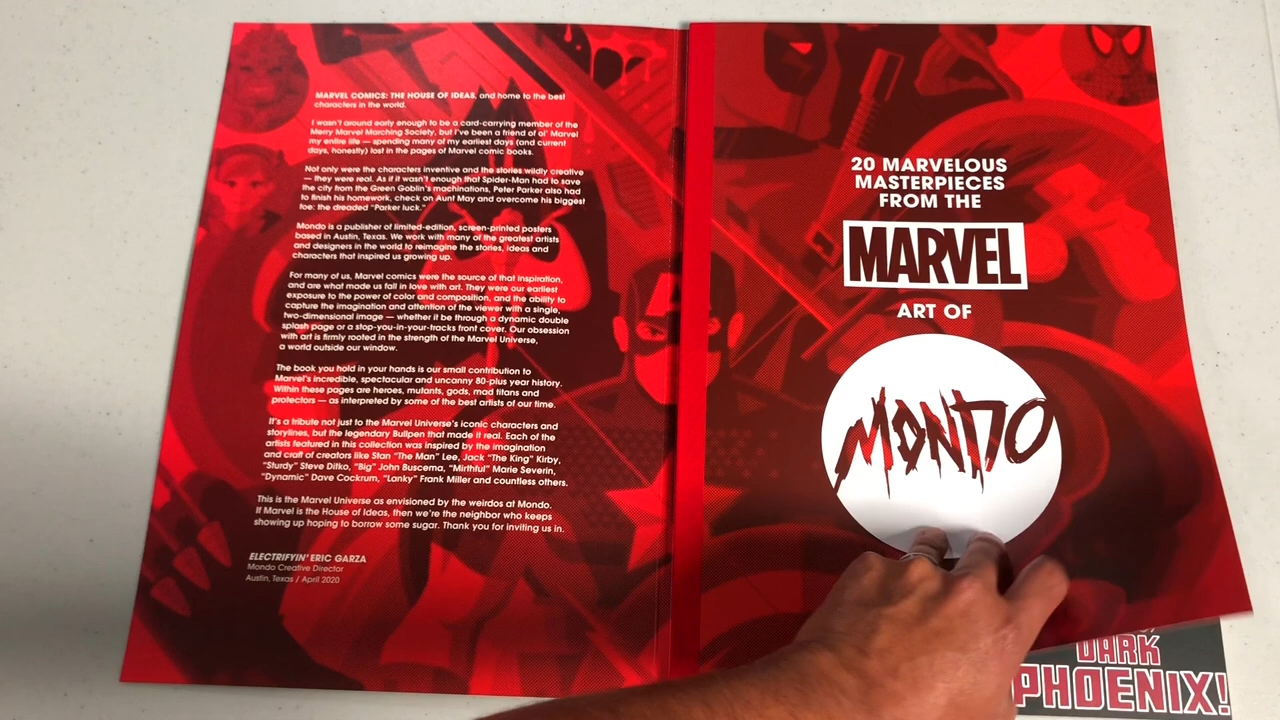 MARVEL COMICS: THE HOUSE OF IDEAS, and home to the best
characters in the world.
I wasn't around early enough to be a card-carrying member of the
Merry Marvel Marching Society, but I've been a friend of ol' Marvel
my entire life — spending many of my earliest days (and current
days, honestly) lost in the pages of Marvel comic books.
Not only were the characters inventive and the stories wildly creative
— they were real. As if it wasn't enough that Spider-Man had to save
the city from the Green Goblin's machinations, Peter Parker also had
to finish his homework, check on Aunt May and overcome his biggest
foe: the dreaded "Parker luck."
Mondo is a publisher of limited-edition, screen-printed posters
based in Austin, Texas. We work with many of the greatest artists
and designers in the world to reimagine the stories, ideas and
characters that inspired us growing up.
For many of us, Marvel comics were the source of that inspiration,
and are what made us fall in love with art. They were our earliest
exposure to the power of color and composition, and the ability to
capture the imagination and attention of the viewer with a single,
two-dimensional image — whether it be through a dynamic double
splash page or a stop-you-in-your-tracks front cover. Our obsession
with art is firmly rooted in the strength of the Marvel Universe,
a world outside our window.
The book you hold in your hands is our small contribution to
Marvel's incredible, spectacular and uncanny 80-plus year history.
Within these pages are heroes, mutants, gods, mad titans and
protectors — as interpreted by some of the best artists of our time.
It's a tribute not just to the Marvel Universe's iconic characters and
storylines, but the legendary Bullpen that made it real. Each of the
artists featured in this collection was inspired by the imagination
and craft of creators like Stan "The Man" Lee, Jack "The King" Kirby,
"Sturdy" Steve Ditko, "Big" John Buscema, "Mirthful" Marie Severin,
"Dynamic" Dave Cockrum, "Lanky" Frank Miller and countless others.
This is the Marvel Universe as envisioned by the weirdos at Mondo.
If Marvel is the House of Ideas, then we're the neighbor who keeps
showing up hoping to borrow some sugar. Thank you for inviting us in.
ELECTRIFYIN' ERIC GARZA
Mondo Creative Director
Austin, Texas / April 2020
20 MARVELOUS
MASTERPIECES
FROM THE
MARVEL
ART OF
MONDO
DARK
PHOENIX!